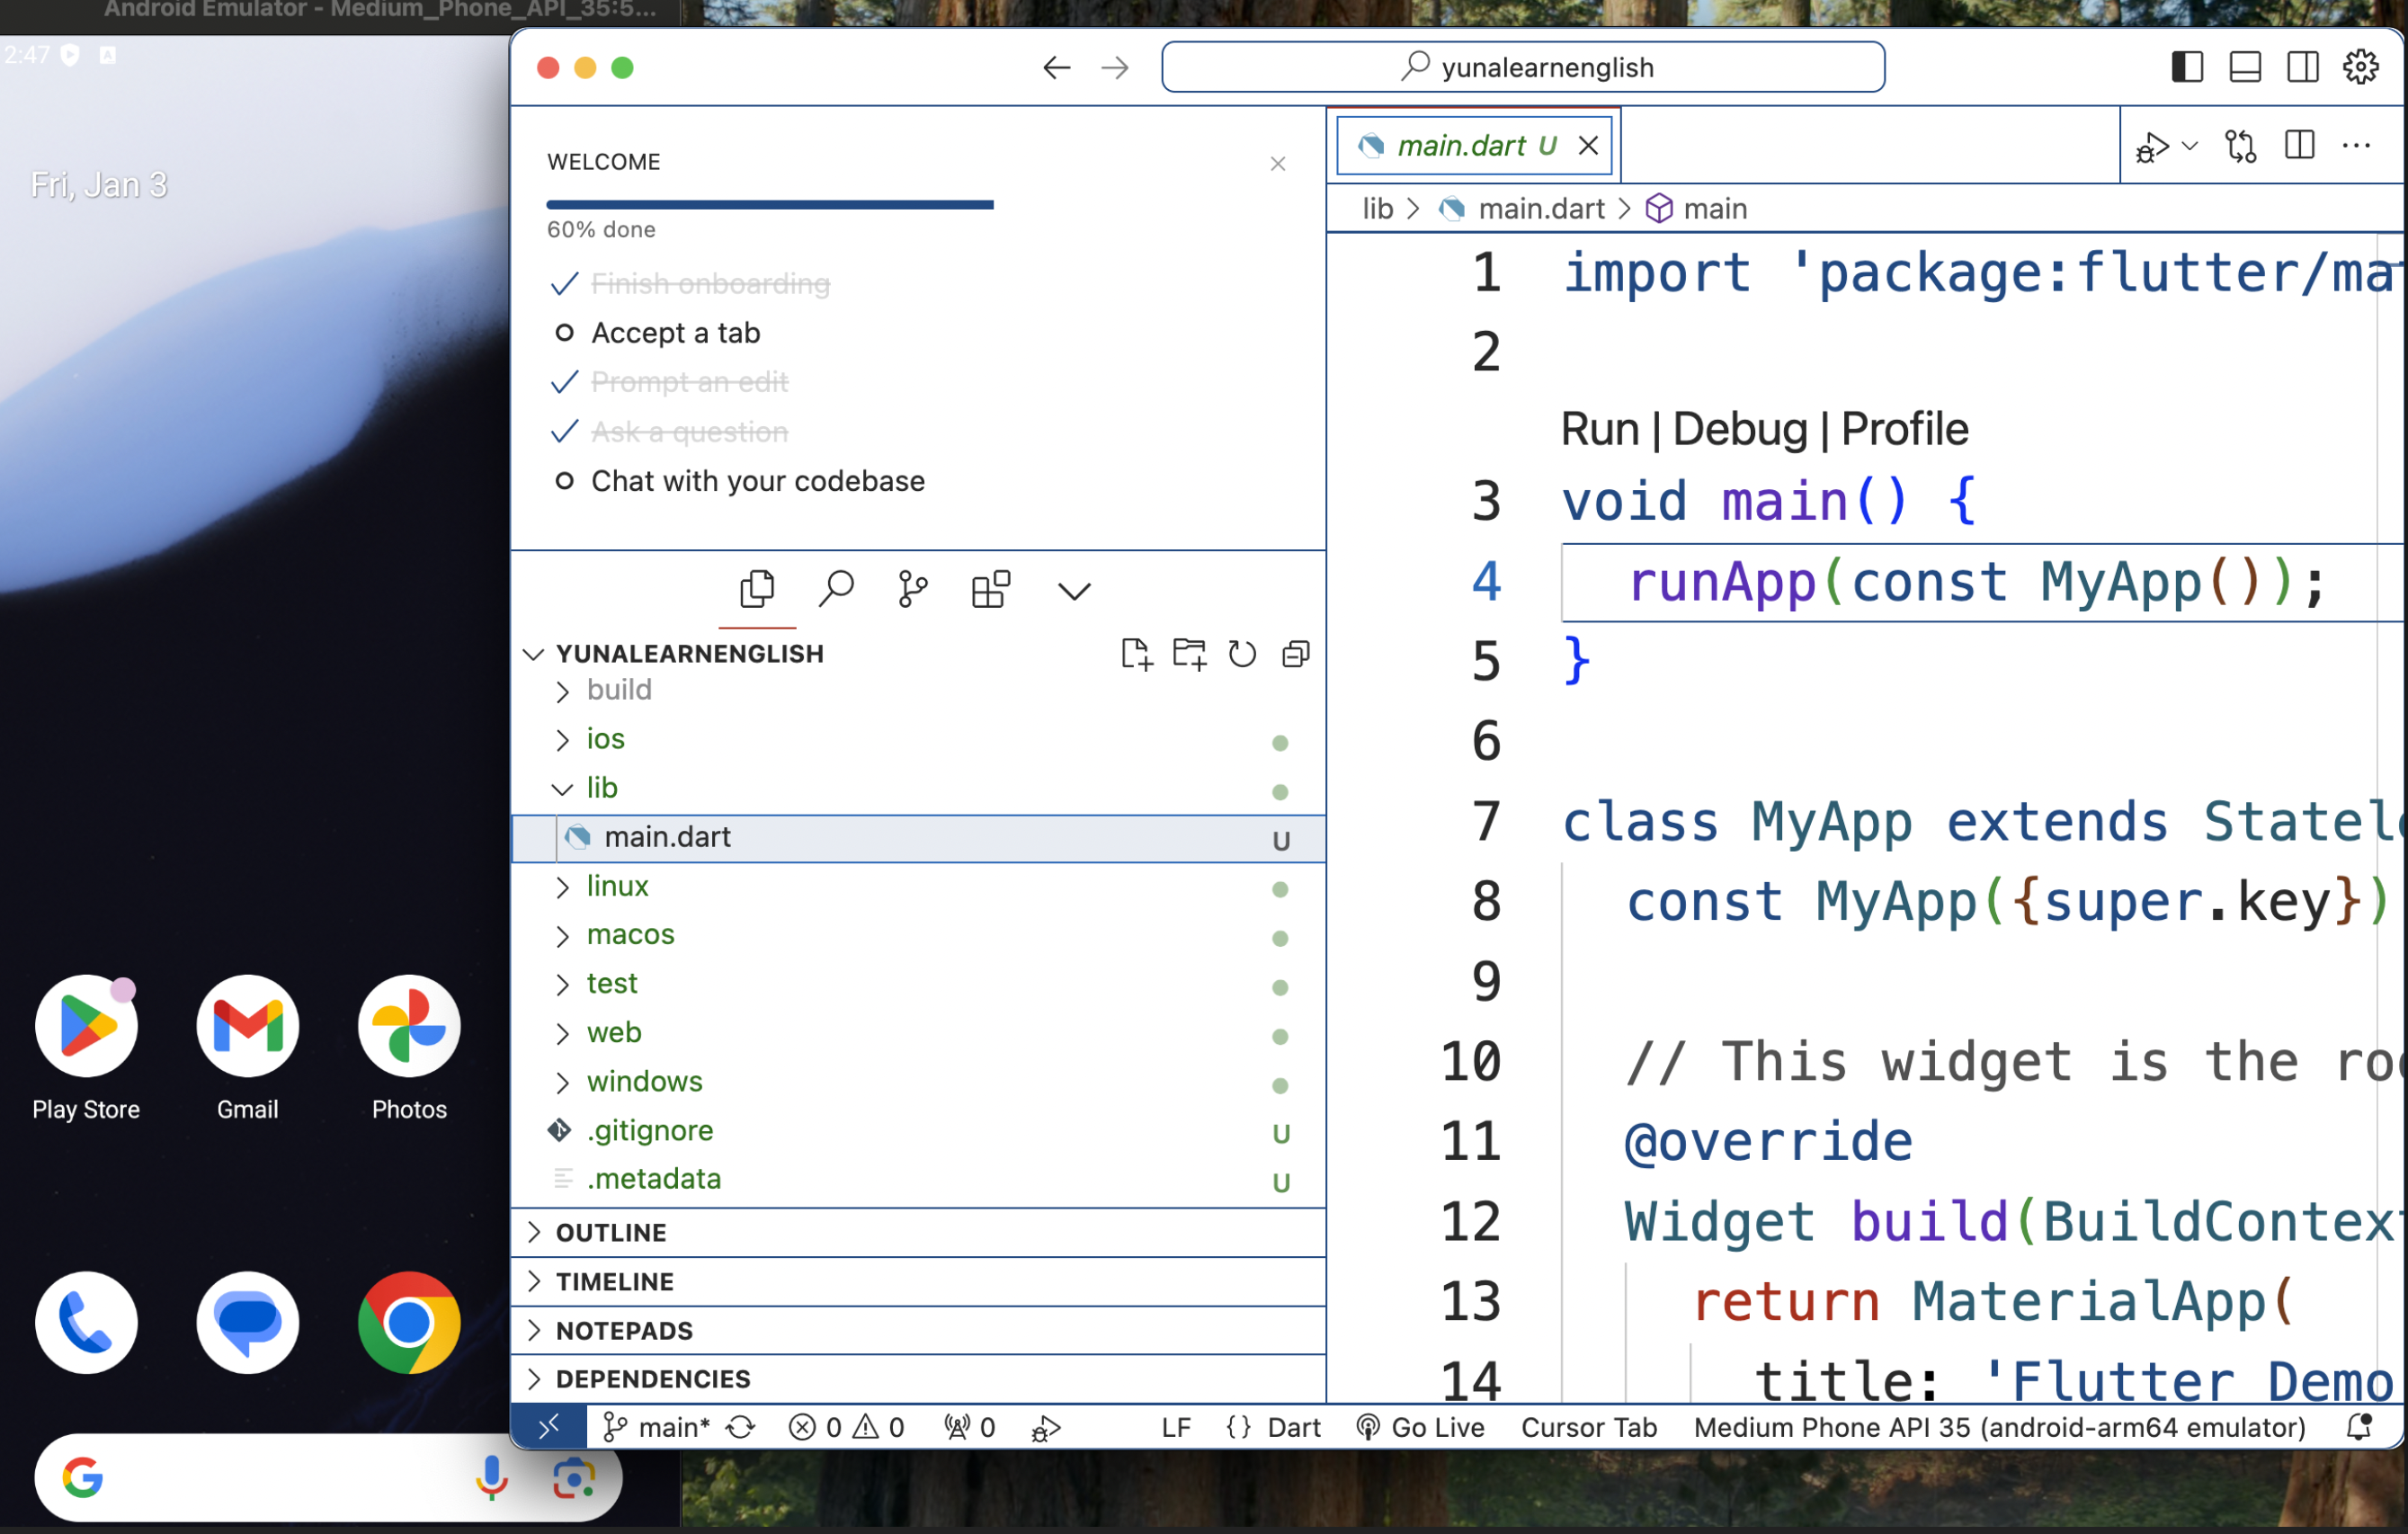 Android Emulator - Medium_Phone_API_35:5...
2:47
Fri, Jan 3
Play Store
Gmail
Photos
yunalearnenglish
WELCOME
60% done
Finish onboarding
Accept a tab
Prompt an edit
Ask a question
Chat with your codebase
YUNALEARNENGLISH
build
ios
lib
main.dart U
linux
macos
test
web
windows
.gitignore U
.metadata U
OUTLINE
TIMELINE
NOTEPADS
DEPENDENCIES
main.dart U
lib > main.dart > main
1 import 'package:flutter/ma
2
Run | Debug | Profile
3 void main() {
4 runApp(const MyApp());
5 }
6
7 class MyApp extends Statel
8 const MyApp({super.key})
9
10 // This widget is the ro
11 @override
12 Widget build(BuildContex
13 return MaterialApp(
14 title: 'Flutter Demo
main* 0 0 0 LF {} Dart Go Live Cursor Tab Medium Phone API 35 (android-arm64 emulator)